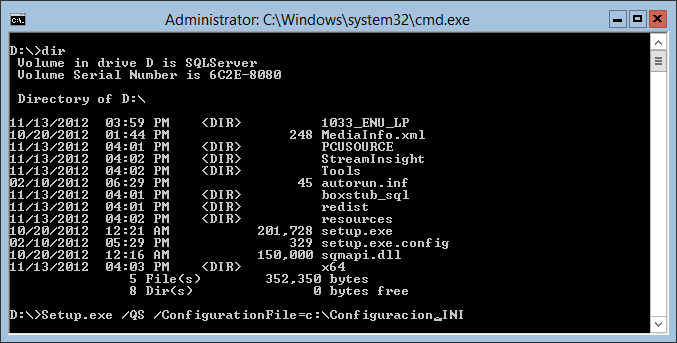 Administrator: C:\Windows\system32\cmd.exe
D:\>dir
 Volume in drive D is SQLServer
 Volume Serial Number is 6C2E-8080
 Directory of D:\
11/13/2012  03:59 PM    <DIR>          1033_ENU_LP
10/20/2012  01:44 PM               248 MediaInfo.xml
11/13/2012  04:01 PM    <DIR>          PCUSOURCE
11/13/2012  04:02 PM    <DIR>          StreamInsight
11/13/2012  04:02 PM    <DIR>          Tools
02/10/2012  06:29 PM                45 autorun.inf
11/13/2012  04:01 PM    <DIR>          boxstub_sql
11/13/2012  04:01 PM    <DIR>          redist
11/13/2012  04:02 PM    <DIR>          resources
10/20/2012  12:21 AM           201,728 setup.exe
02/10/2012  05:29 PM               329 setup.exe.config
10/20/2012  12:16 AM           150,000 sqmapi.dll
11/13/2012  04:03 PM    <DIR>          x64
               5 File(s)        352,350 bytes
               8 Dir(s)               0 bytes free
D:\>Setup.exe /QS /ConfigurationFile=c:\Configuracion.INI